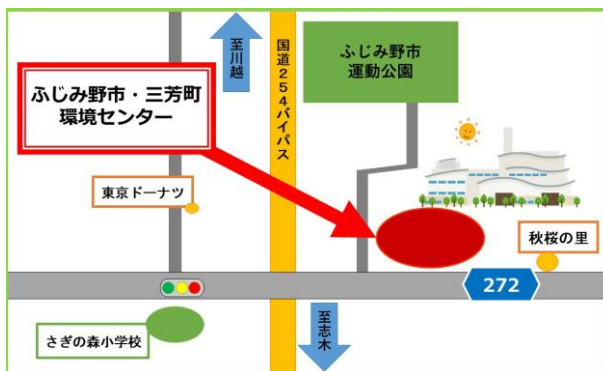 至川越
国道254バイパス
ふじみ野市
運動公園
ふじみ野市・三芳町
環境センター
東京ドーナツ
秋桜の里
272
さぎの森小学校
至志木